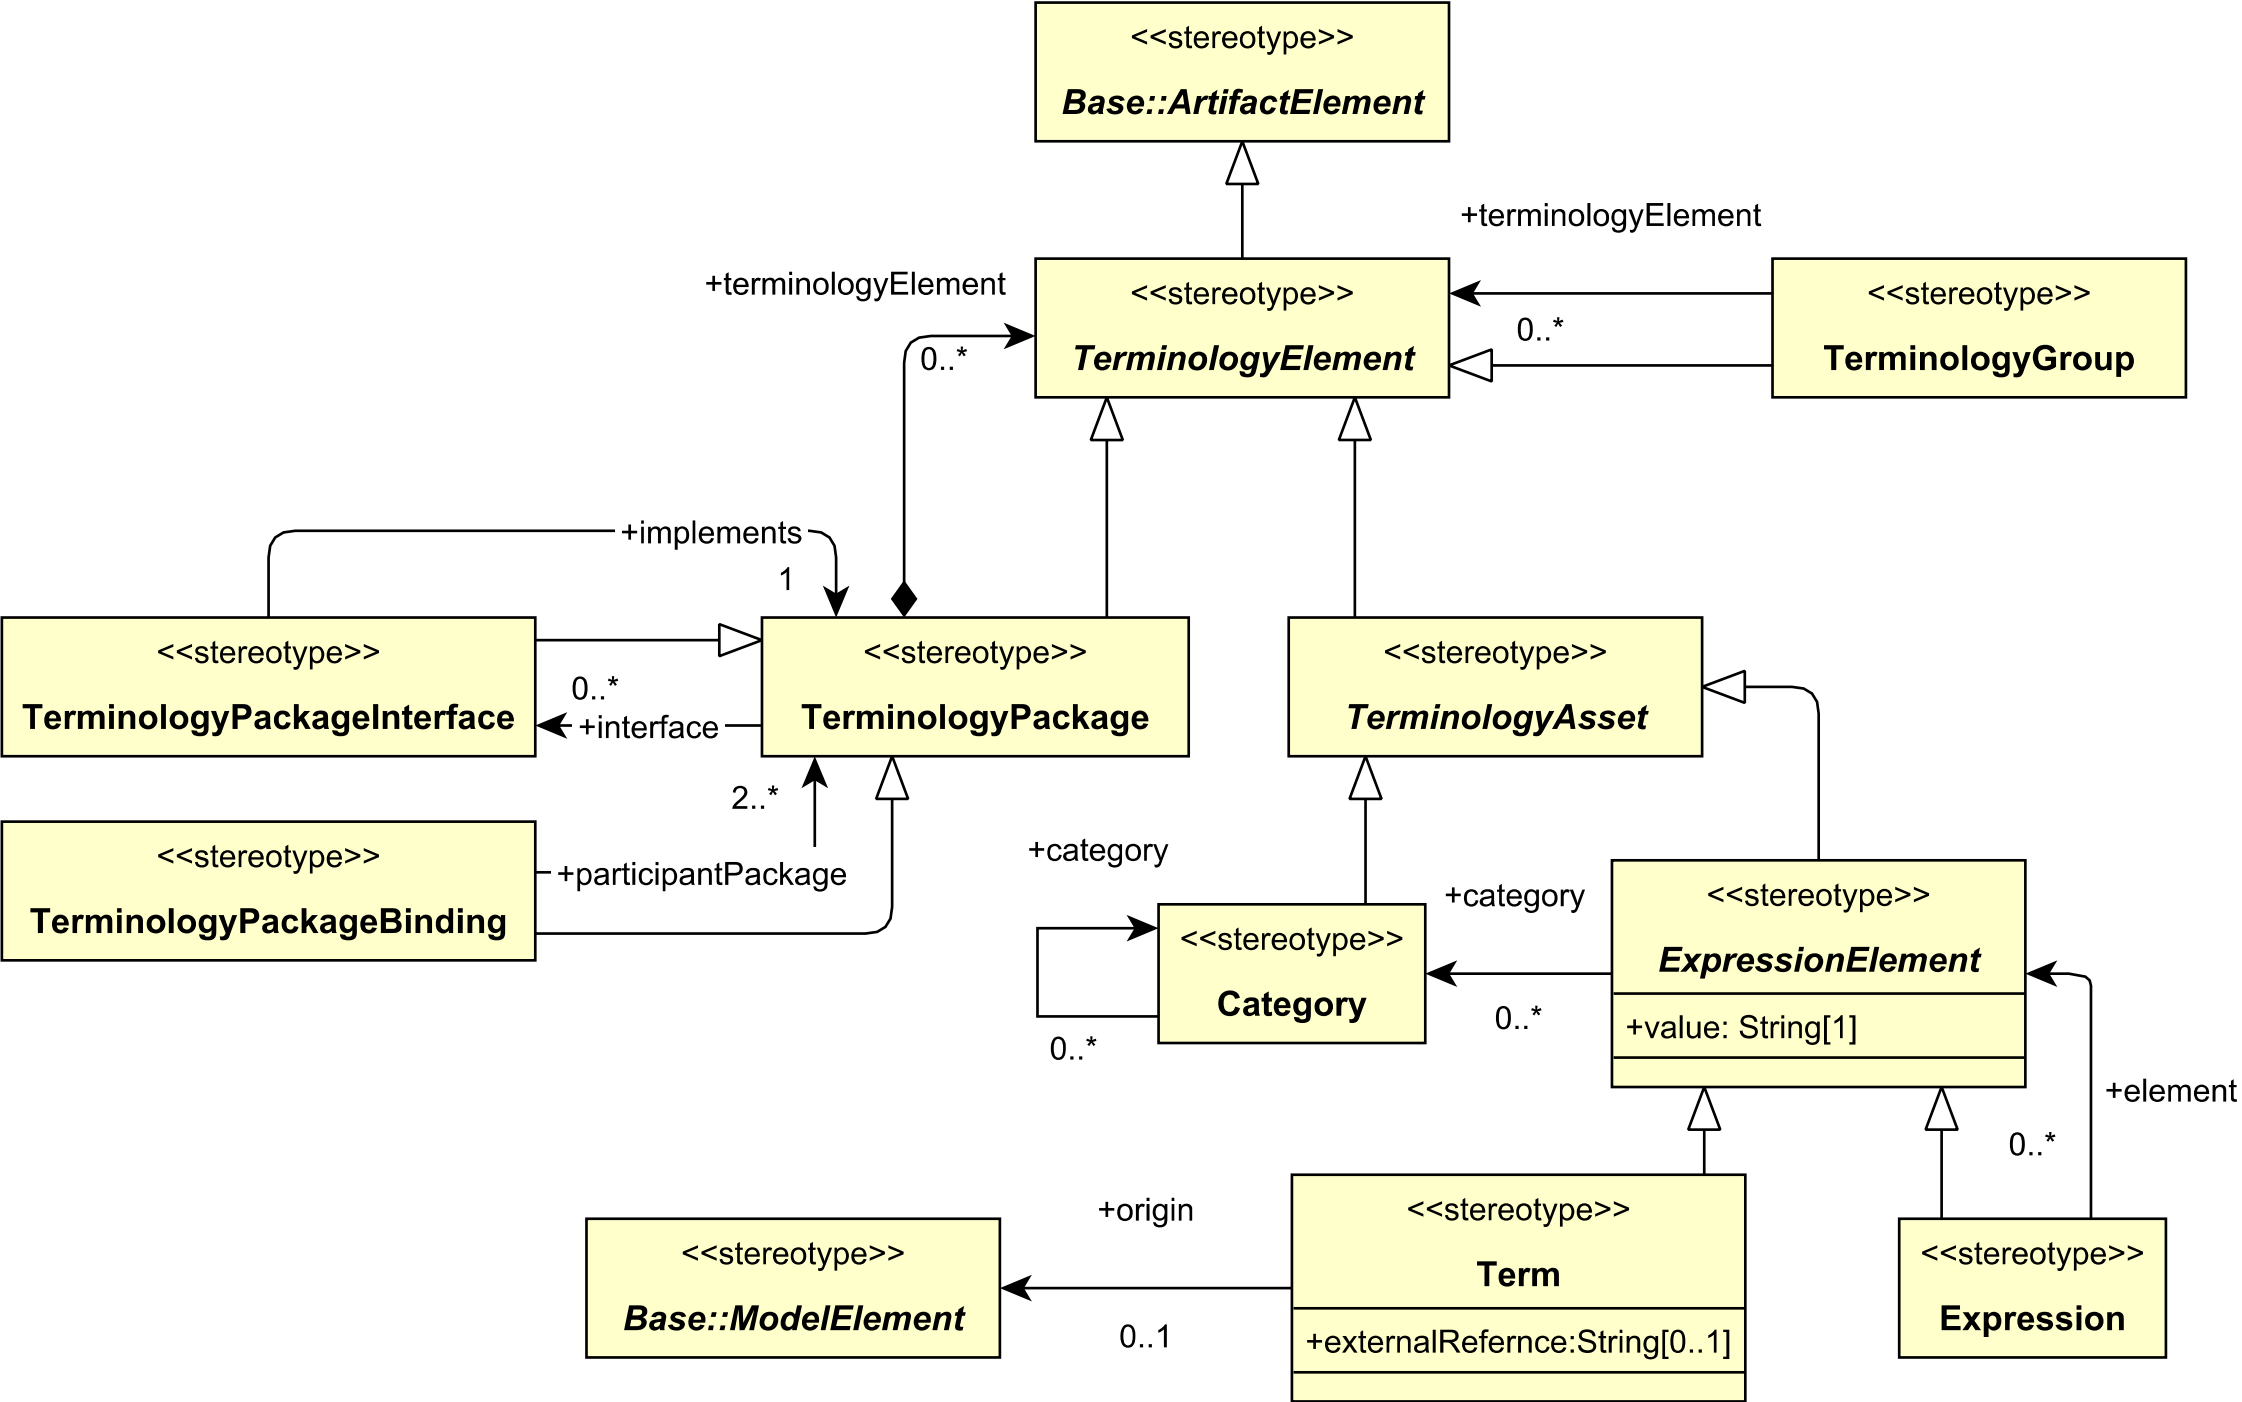 <<stereotype>>
Base::ArtifactElement
+terminologyElement
+terminologyElement
0..*
<<stereotype>>
TerminologyElement
0..*
<<stereotype>>
TerminologyGroup
+implements
1
<<stereotype>>
TerminologyPackageInterface
0..*
+interface
<<stereotype>>
TerminologyPackage
<<stereotype>>
TerminologyAsset
2..*
<<stereotype>>
TerminologyPackageBinding
+participantPackage
+category
0..*
<<stereotype>>
Category
+category
0..*
<<stereotype>>
ExpressionElement
+value: String[1]
+element
0..*
<<stereotype>>
Base::ModelElement
+origin
0..1
<<stereotype>>
Term
+externalRefernce:String[0..1]
<<stereotype>>
Expression